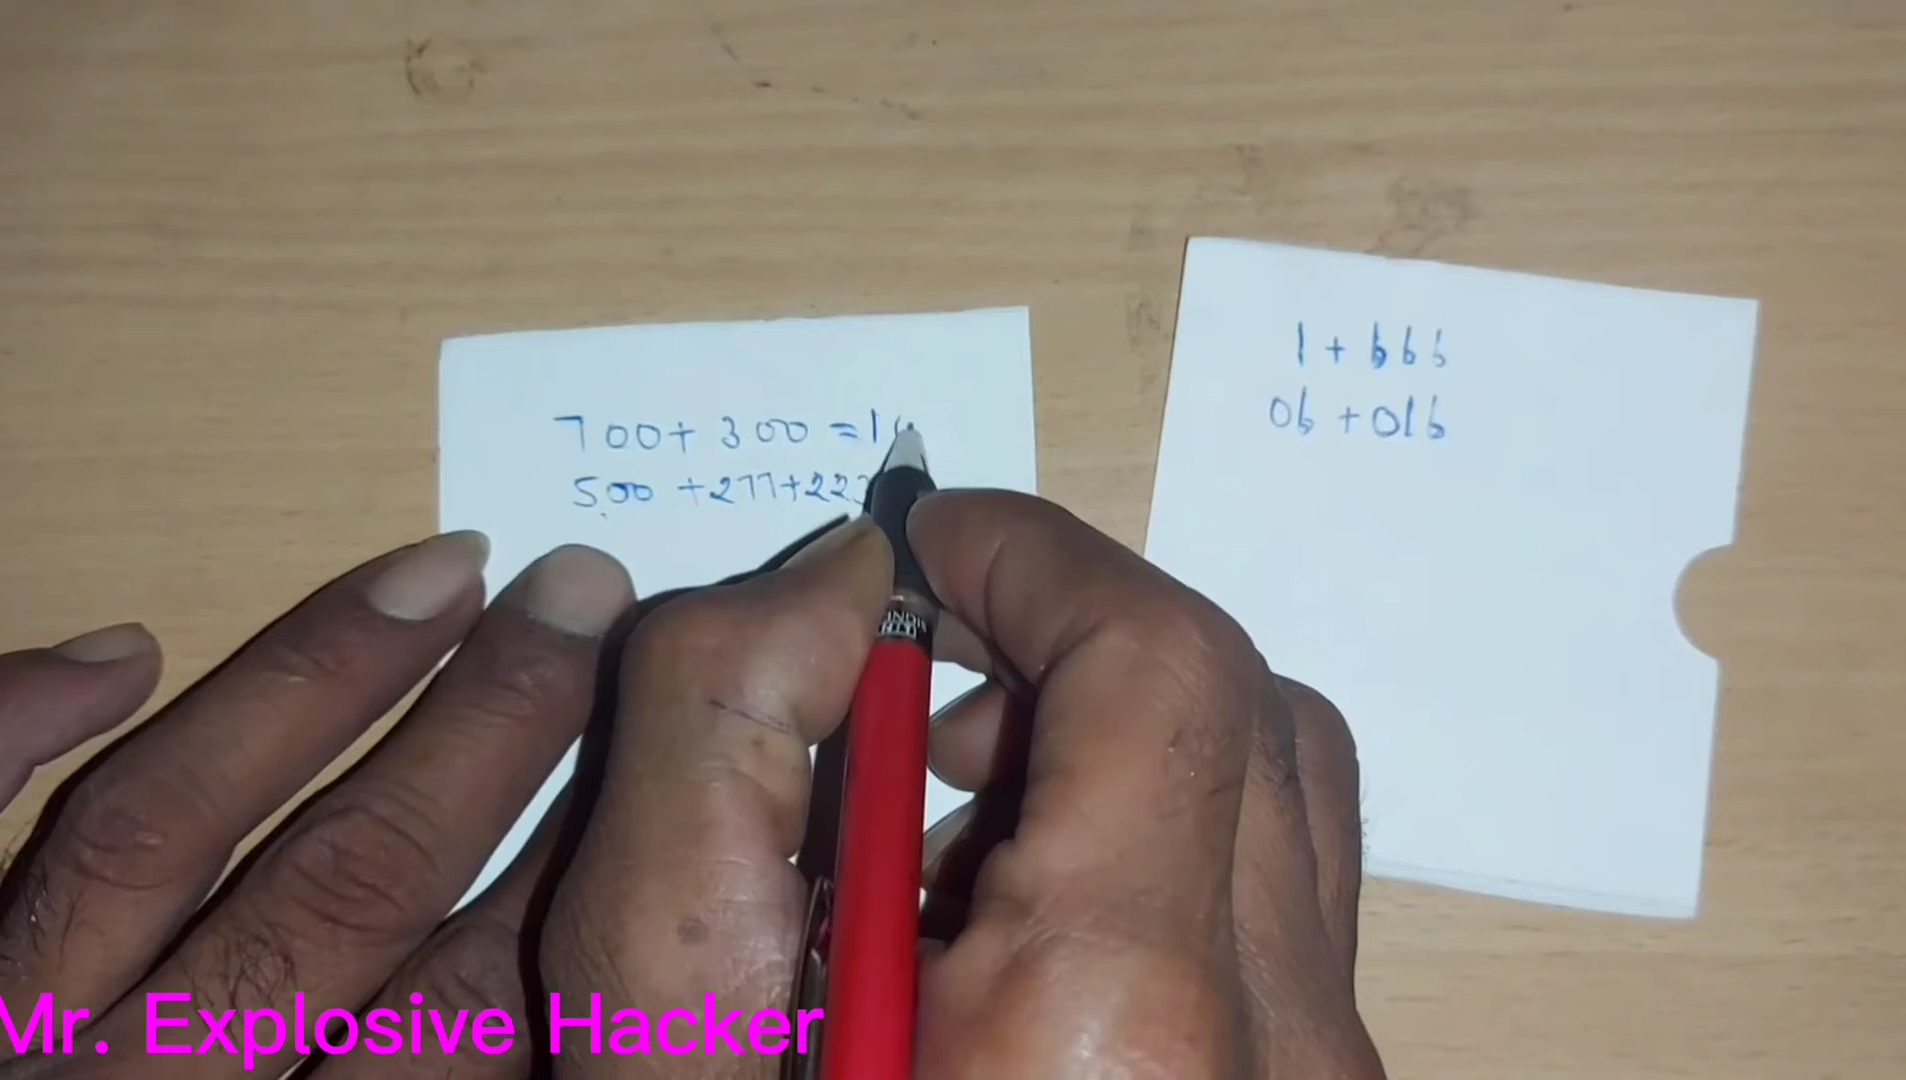 700+ 300 =1
500 +277+22
1 + 666
06 + 016
Mr. Explosive Hacker